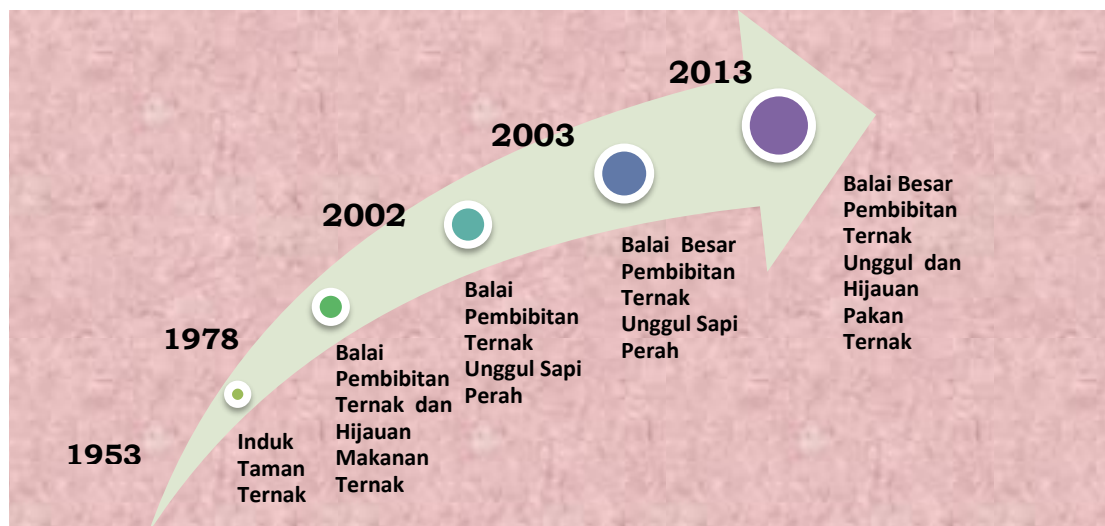 1953
Induk
Taman
Ternak
1978
Balai
Pembibitan
Ternak dan
Hijauan
Makanan
Ternak
2002
Balai
Pembibitan
Ternak
Unggul Sapi
Perah
2003
Balai Besar
Pembibitan
Ternak
Unggul Sapi
Perah
2013
Balai Besar
Pembibitan
Ternak
Unggul dan
Hijauan
Pakan
Ternak